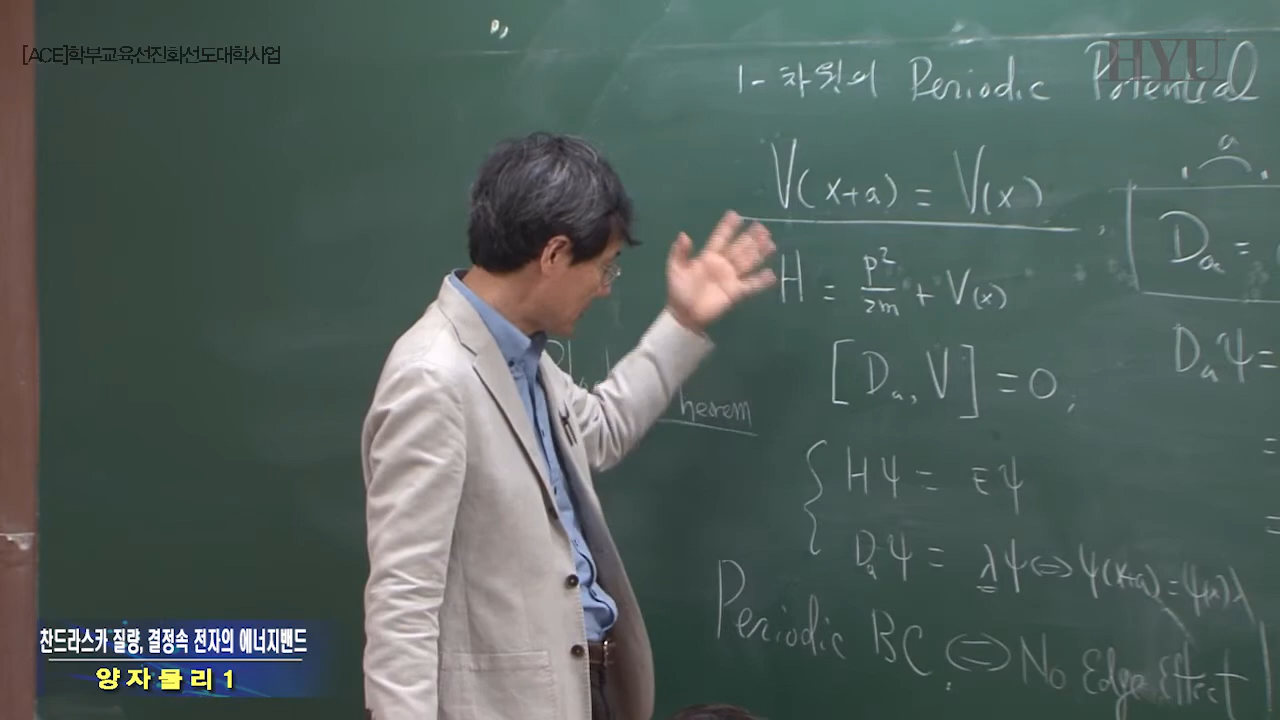 [ACE]학부교육선진화선도대학사업
HYU
1-차원의 Periodic Potential
V(x+a) = V(x)
a
H = p²/2m + V(x)
Dₐ =
[Dₐ, V] = 0,
Dₐψ =
Theorem
Hψ = Eψ
=
Dₐψ = λψ ⇔ ψ(x+a) = ψ(x)λ
=
Periodic BC ⇔ No Edge Effect
찬드라스카 질량, 결정속 전자의 에너지밴드
양자물리1